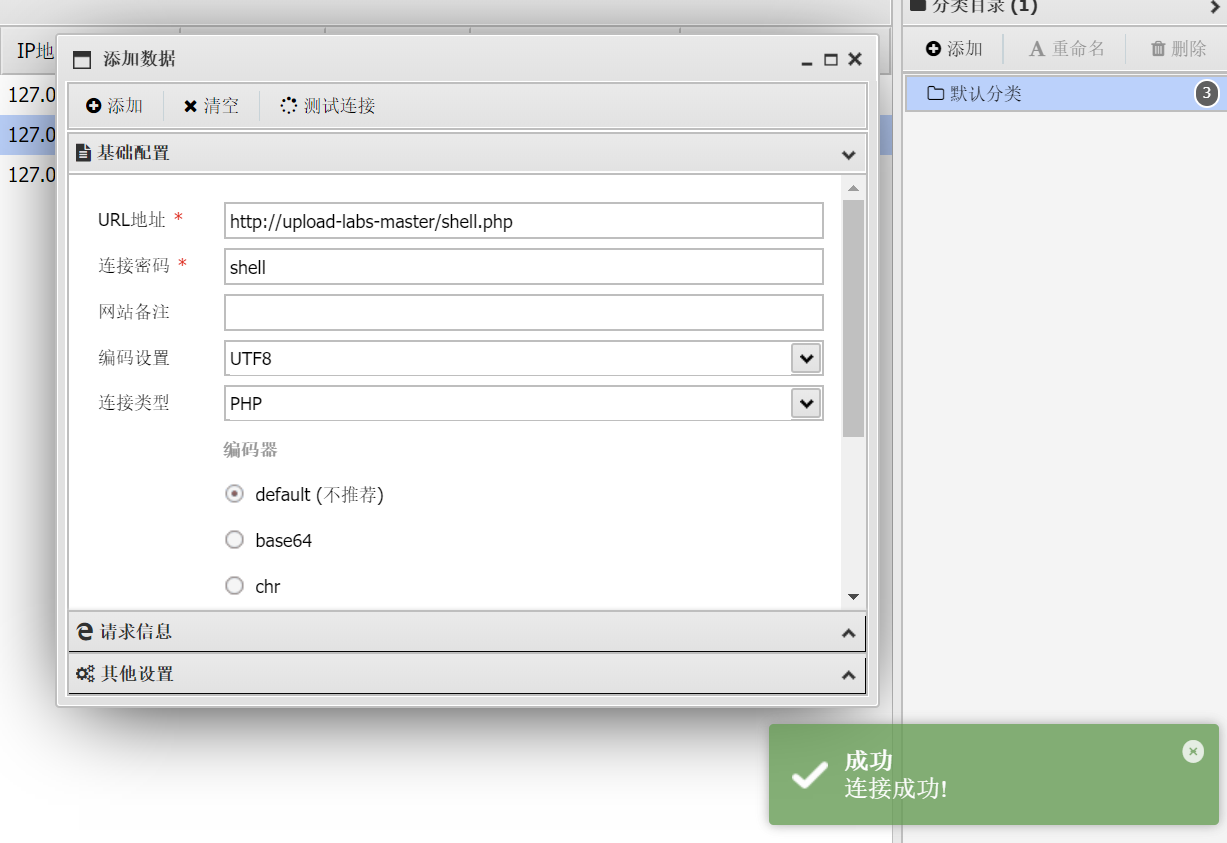 分类目录 (1)
IP地
添加数据
添加 重命名 删除
127.0
添加 清空 测试连接
默认分类 3
127.0
基础配置
127.0
URL地址 * http://upload-labs-master/shell.php
连接密码 * shell
网站备注
编码设置 UTF8
连接类型 PHP
编码器
default (不推荐)
base64
chr
请求信息
其他设置
成功
连接成功!